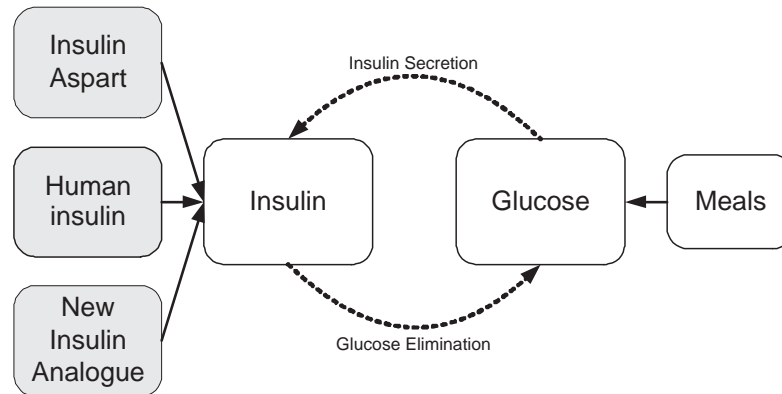 Insulin
Aspart
Insulin Secretion
Human
insulin
Insulin
Glucose
Meals
New
Insulin
Analogue
Glucose Elimination